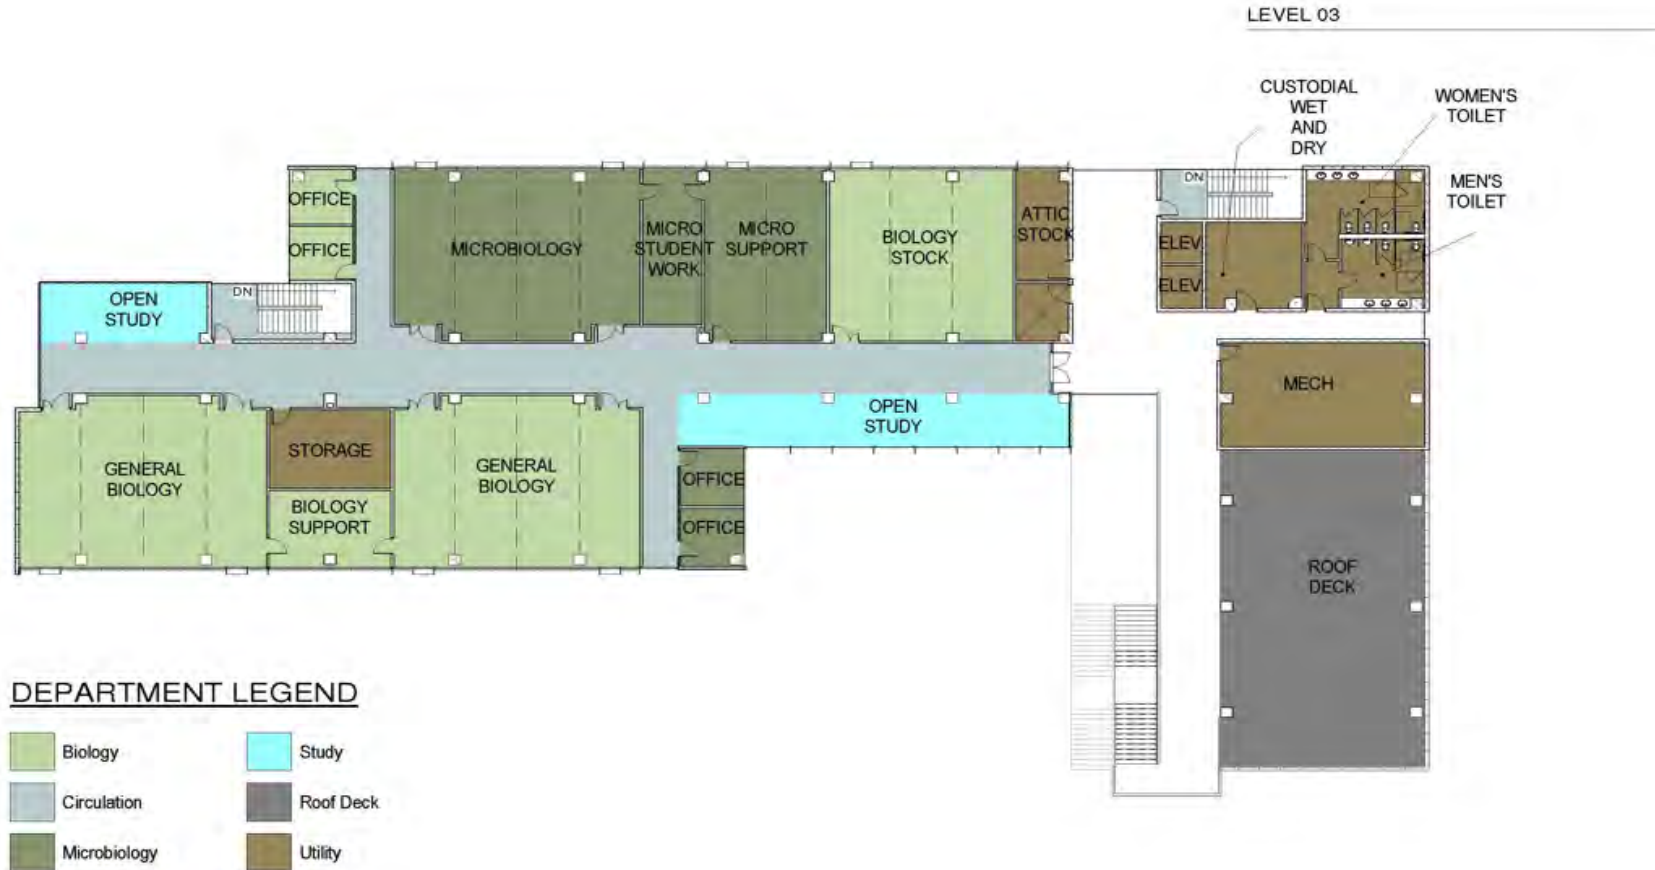 LEVEL 03
CUSTODIAL
WET
AND
DRY
WOMEN'S
TOILET
MEN'S
TOILET
OFFICE
OFFICE
MICROBIOLOGY
MICRO
STUDENT
WORK
MICRO
SUPPORT
BIOLOGY
STOCK
ATTIC
STOCK
DN
ELEV
ELEV
OPEN
STUDY
DN
MECH
OPEN
STUDY
GENERAL
BIOLOGY
STORAGE
BIOLOGY
SUPPORT
GENERAL
BIOLOGY
OFFICE
OFFICE
ROOF
DECK
DEPARTMENT LEGEND
Biology
Study
Circulation
Roof Deck
Microbiology
Utility